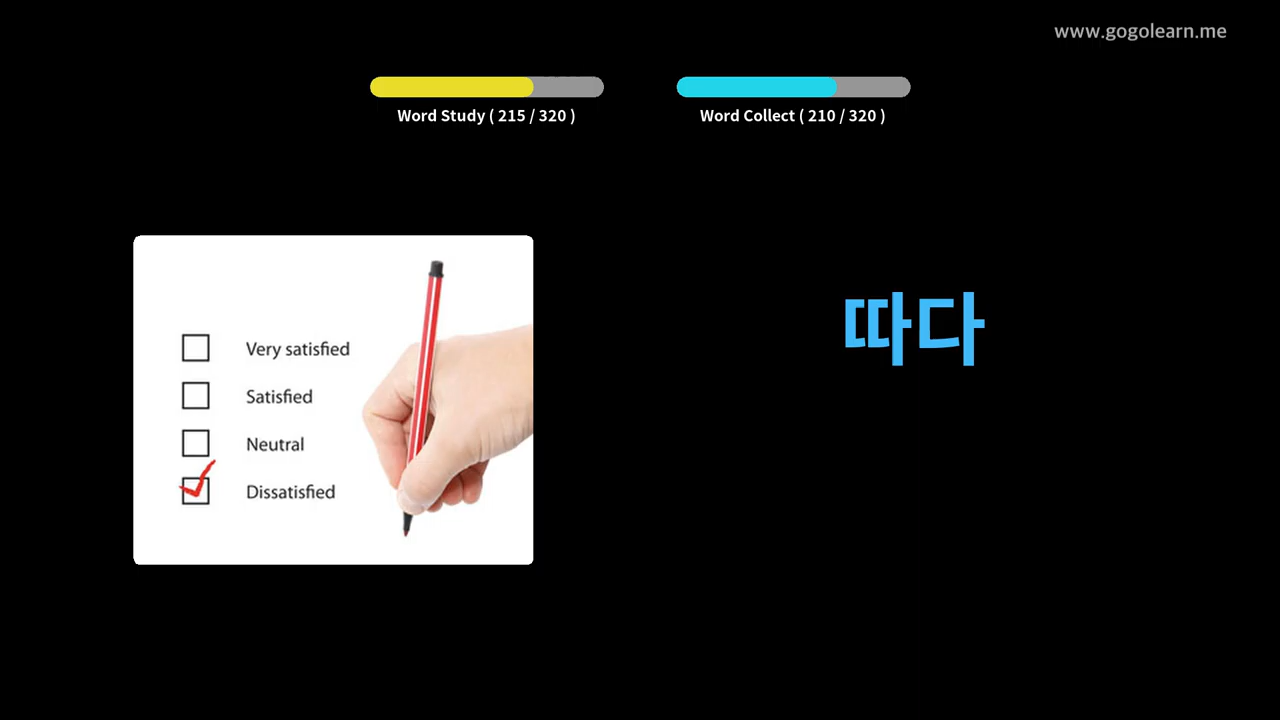 www.gogolearn.me
Word Study ( 215 / 320 )
Word Collect ( 210 / 320 )
Very satisfied
Satisfied
Neutral
Dissatisfied
따다